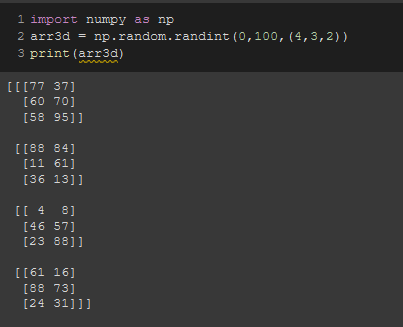 1 import numpy as np
2 arr3d = np.random.randint(0,100,(4,3,2))
3 print(arr3d)
[[[77 37]
  [60 70]
  [58 95]]

 [[88 84]
  [11 61]
  [36 13]]

 [[ 4  8]
  [46 57]
  [23 88]]

 [[61 16]
  [88 73]
  [24 31]]]